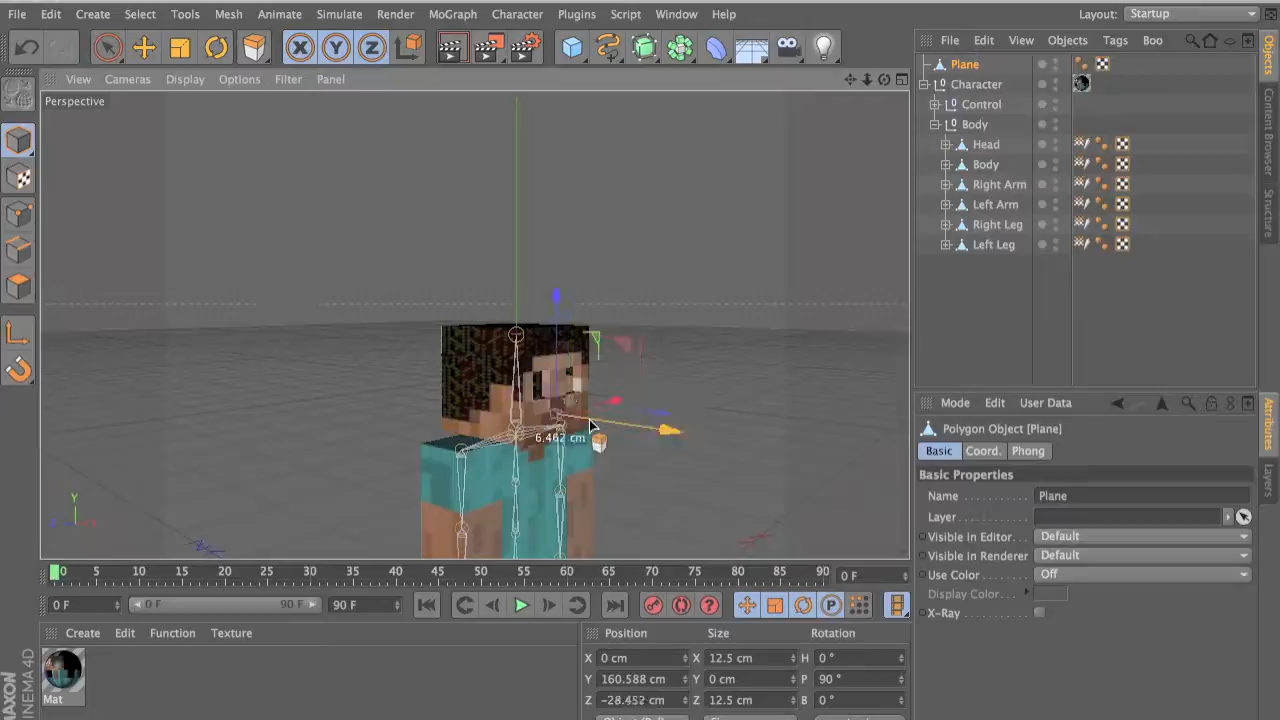 File Edit Create Select Tools Mesh Animate Simulate Render MoGraph Character Plugins Script Window Help Layout: Startup
File Edit View Objects Tags Boo
View Cameras Display Options Filter Panel
Perspective
Plane
Character
Control
Body
Head
Body
Right Arm
Left Arm
Right Leg
Left Leg
Objects
Content Browser
Structure
6.462 cm
Y
Mode Edit User Data
Polygon Object [Plane]
Basic Coord. Phong
Basic Properties
Name Plane
Layer
Visible in Editor Default
Visible in Renderer Default
Use Color Off
Display Color
X-Ray
Attributes
Layers
0 5 10 15 20 25 30 35 40 45 50 55 60 65 70 75 80 85 90 0 F
0 F 0 F 90 F 90 F
Create Edit Function Texture
Mat
Position Size Rotation
X 0 cm X 12.5 cm H 0 °
Y 160.588 cm Y 0 cm P 90 °
Z -28.452 cm Z 12.5 cm B 0 °
MAXON
CINEMA 4D